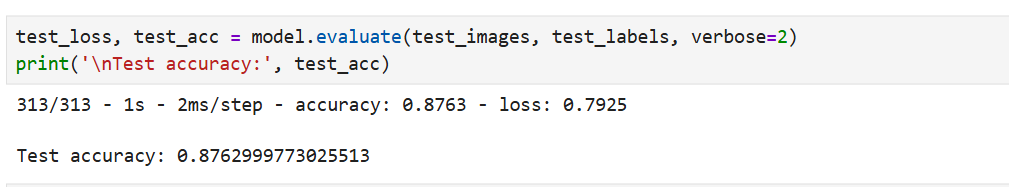 test_loss, test_acc = model.evaluate(test_images, test_labels, verbose=2)
print('\nTest accuracy:', test_acc)
313/313 - 1s - 2ms/step - accuracy: 0.8763 - loss: 0.7925
Test accuracy: 0.8762999773025513